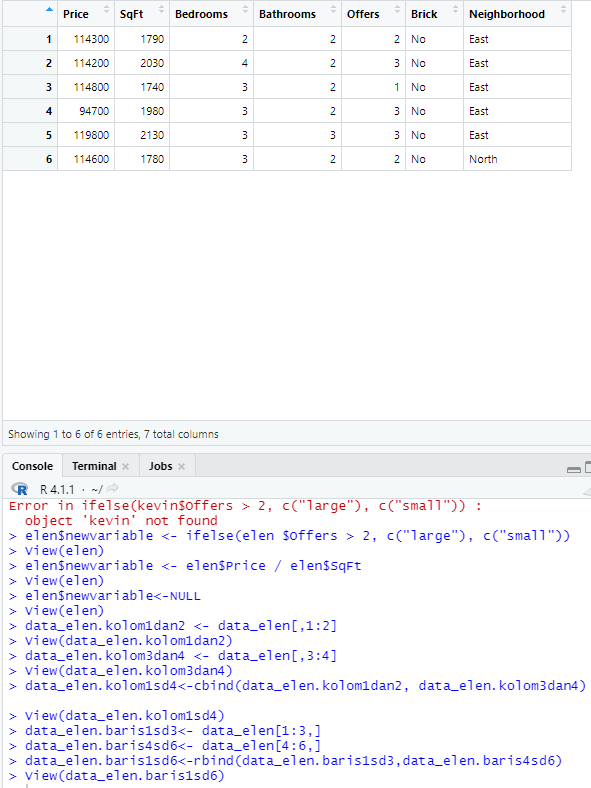 Price SqFt Bedrooms Bathrooms Offers Brick Neighborhood
1 114300 1790 2 2 2 No East
2 114200 2030 4 2 3 No East
3 114800 1740 3 2 1 No East
4 94700 1980 3 2 3 No East
5 119800 2130 3 3 3 No East
6 114600 1780 3 2 2 No North
Showing 1 to 6 of 6 entries, 7 total columns
Console Terminal × Jobs ×
R R 4.1.1 · ~/
Error in ifelse(kevin$Offers > 2, c("large"), c("small")) :
object 'kevin' not found
> elen$newvariable <- ifelse(elen $Offers > 2, c("large"), c("small"))
> View(elen)
> elen$newvariable <- elen$Price / elen$SqFt
> View(elen)
> elen$newvariable<-NULL
> View(elen)
> data_elen.kolom1dan2 <- data_elen[,1:2]
> View(data_elen.kolom1dan2)
> data_elen.kolom3dan4 <- data_elen[,3:4]
> View(data_elen.kolom3dan4)
> data_elen.kolom1sd4<-cbind(data_elen.kolom1dan2, data_elen.kolom3dan4)
> View(data_elen.kolom1sd4)
> data_elen.baris1sd3<- data_elen[1:3,]
> data_elen.baris4sd6<- data_elen[4:6,]
> data_elen.baris1sd6<-rbind(data_elen.baris1sd3,data_elen.baris4sd6)
> View(data_elen.baris1sd6)